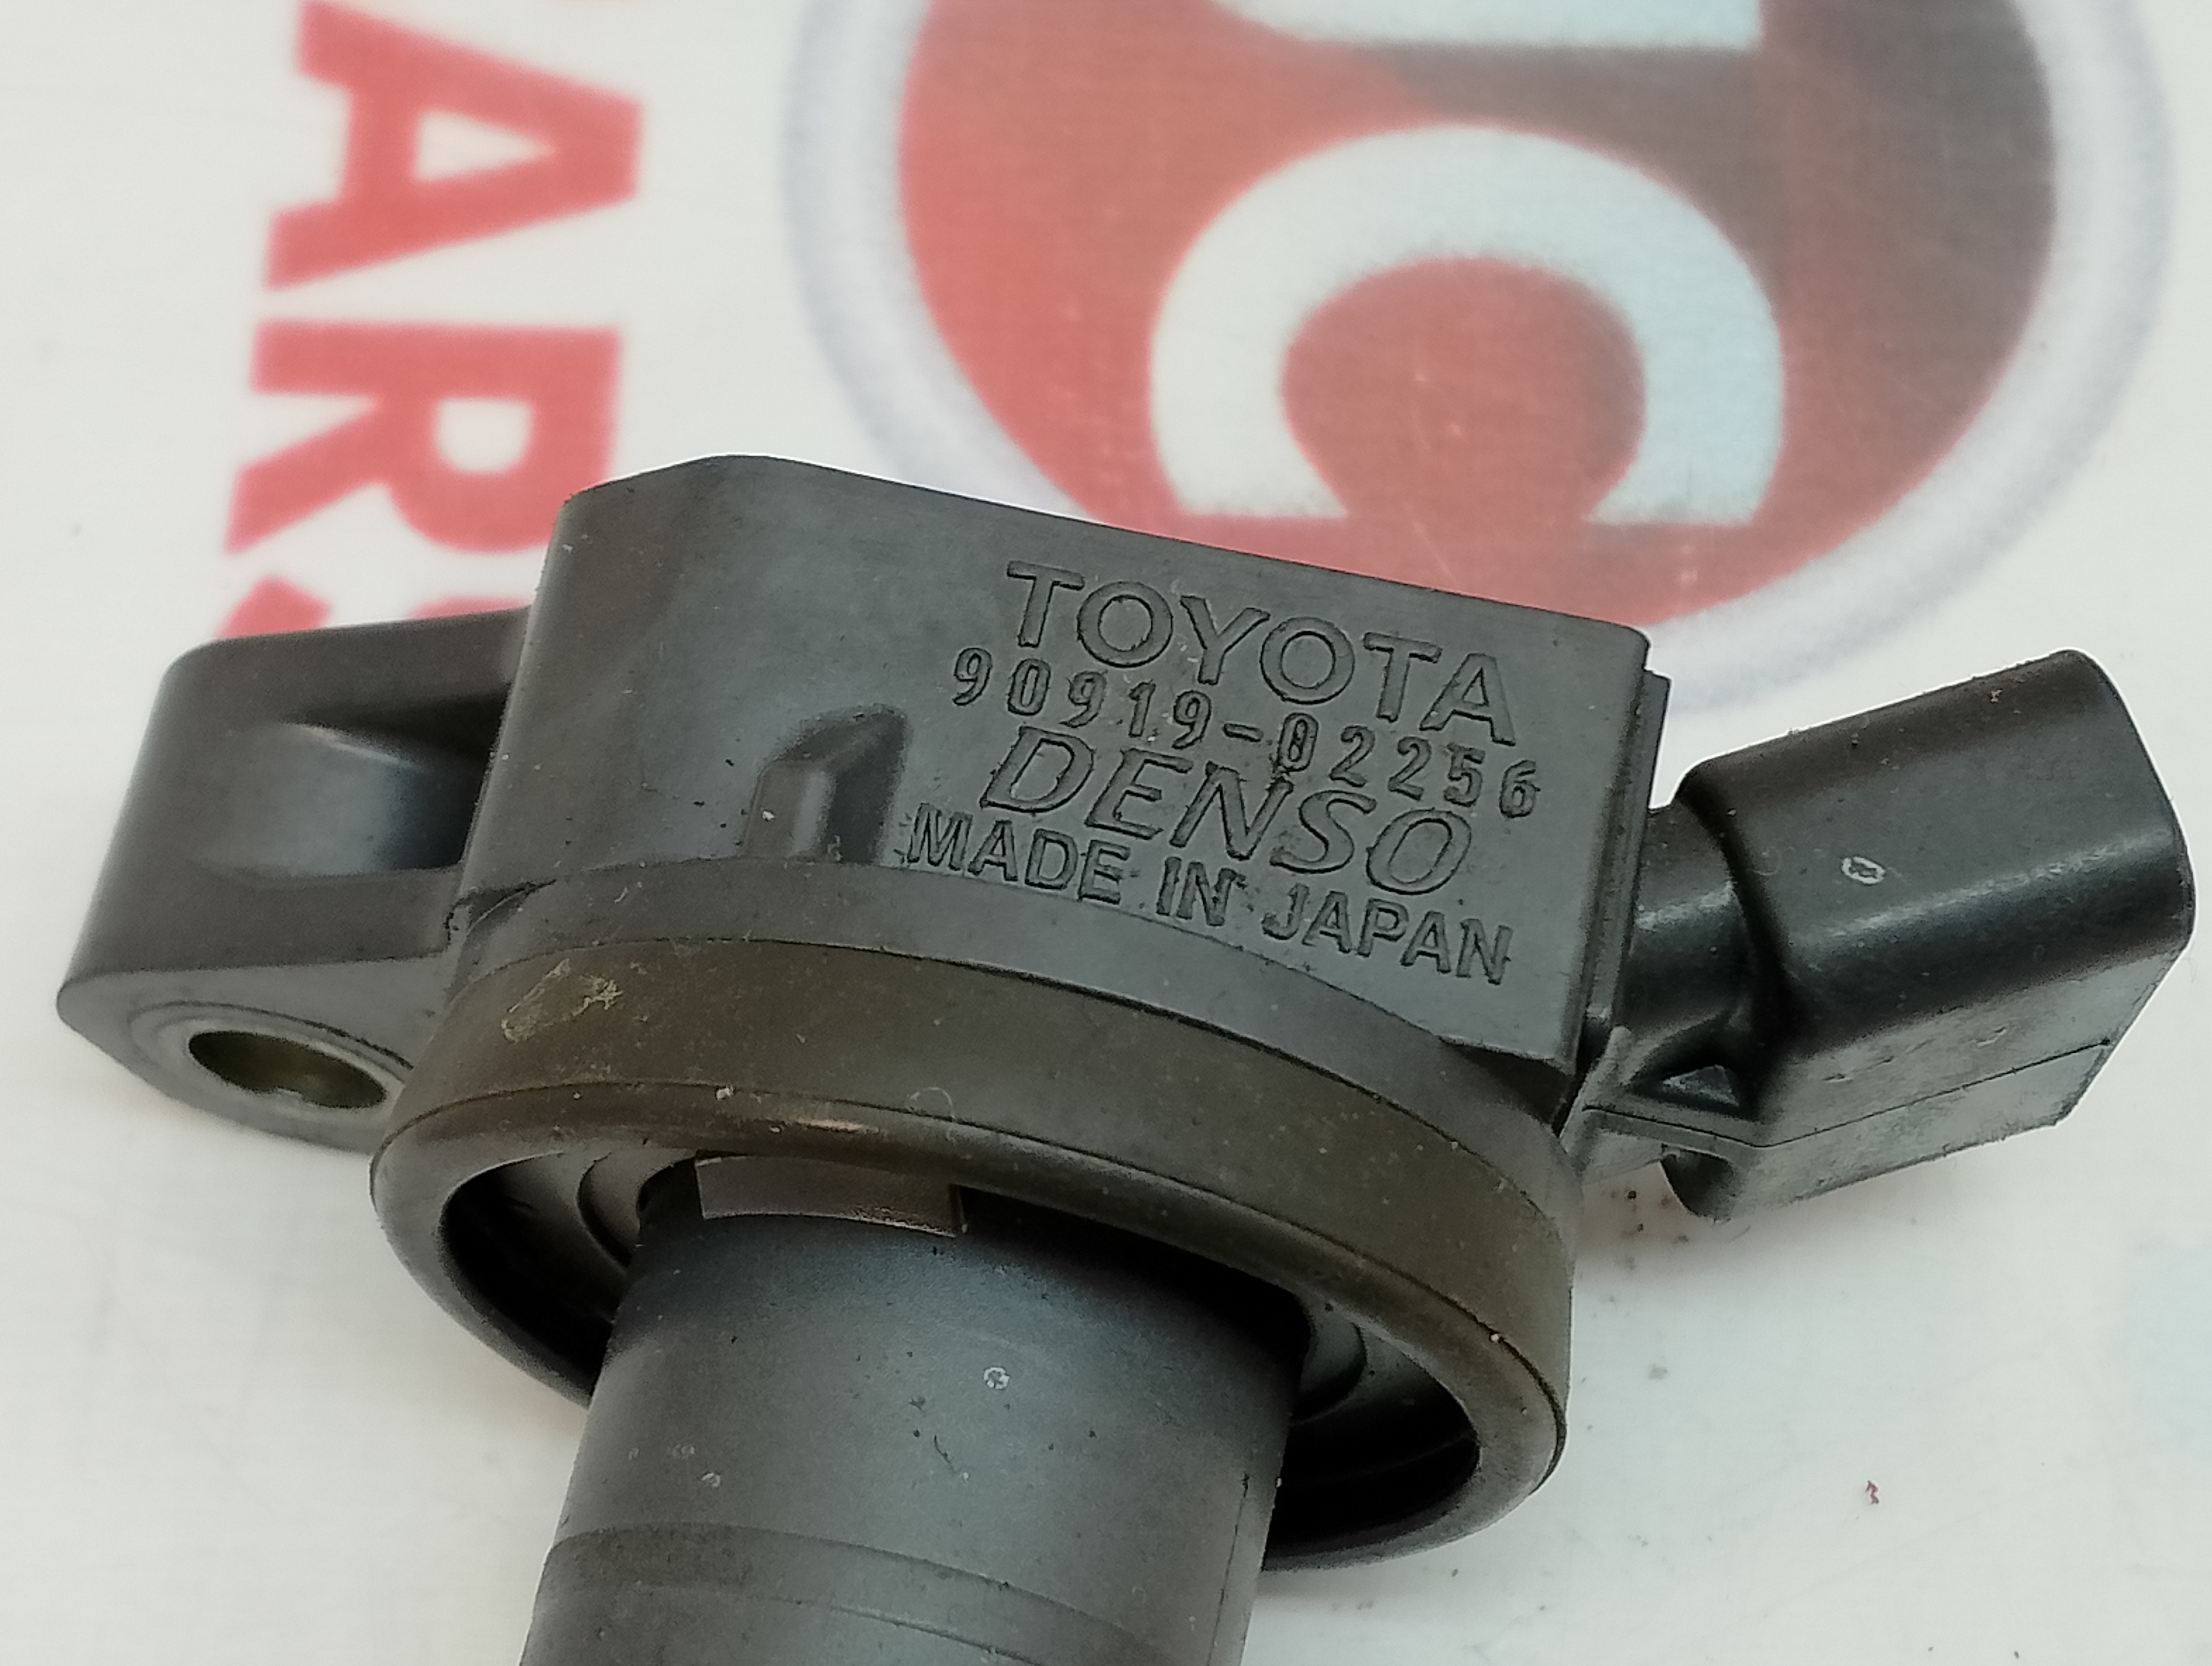 TOYOTA
90919-02256
DENSO
MADE IN JAPAN